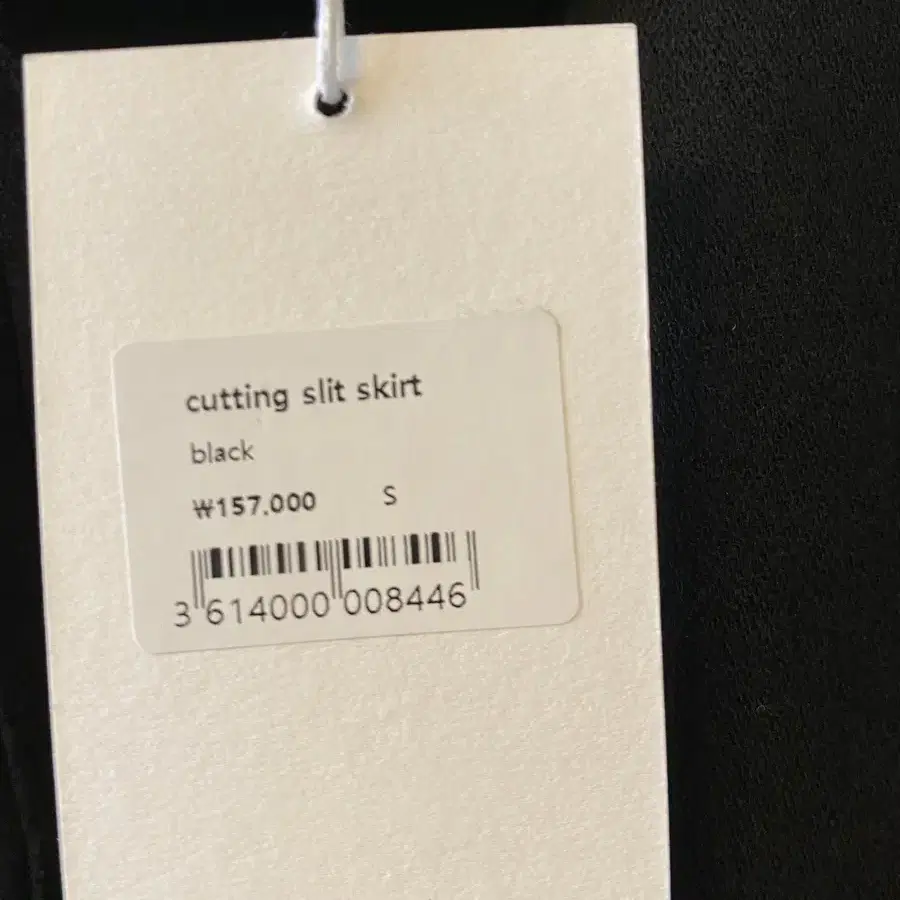 cutting slit skirt
black
₩157,000 S
3 614000 008446